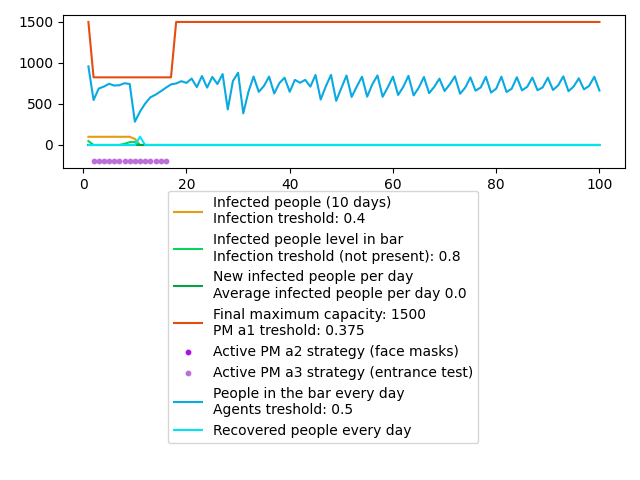 1500
1000
500
0
0 20 40 60 80 100
Infected people (10 days)
Infection treshold: 0.4
Infected people level in bar
Infection treshold (not present): 0.8
New infected people per day
Average infected people per day 0.0
Final maximum capacity: 1500
PM a1 treshold: 0.375
Active PM a2 strategy (face masks)
Active PM a3 strategy (entrance test)
People in the bar every day
Agents treshold: 0.5
Recovered people every day